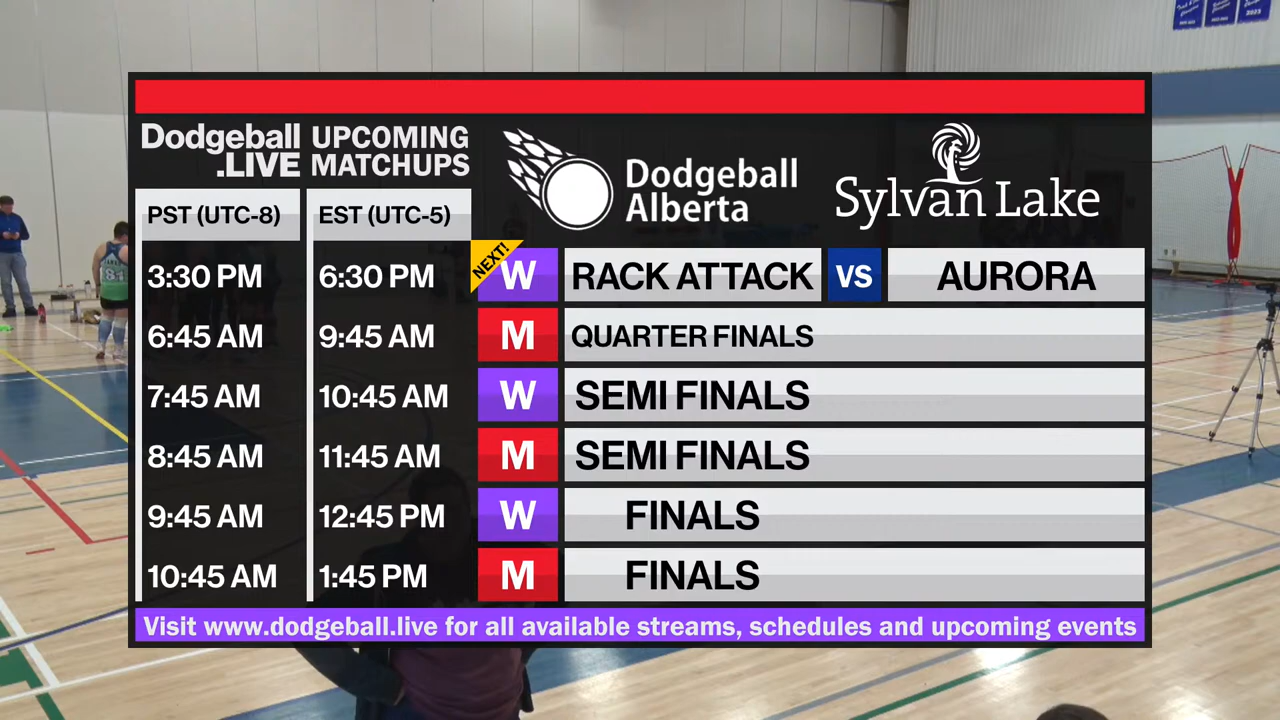 Dodgeball
.LIVE
UPCOMING
MATCHUPS
Dodgeball
Alberta
Sylvan Lake
PST (UTC-8) EST (UTC-5)
3:30 PM 6:30 PM NEXT! W RACK ATTACK VS AURORA
6:45 AM 9:45 AM M QUARTER FINALS
7:45 AM 10:45 AM W SEMI FINALS
8:45 AM 11:45 AM M SEMI FINALS
9:45 AM 12:45 PM W FINALS
10:45 AM 1:45 PM M FINALS
Visit www.dodgeball.live for all available streams, schedules and upcoming events
2023